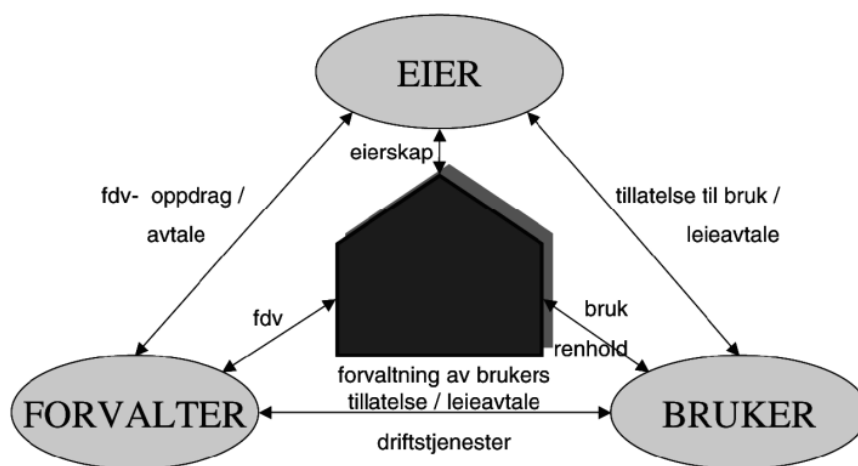 EIER
eierskap
fdv- oppdrag /
avtale
tillatelse til bruk /
leieavtale
fdv
bruk
renhold
forvaltning av brukers
tillatelse / leieavtale
FORVALTER
BRUKER
driftstjenester